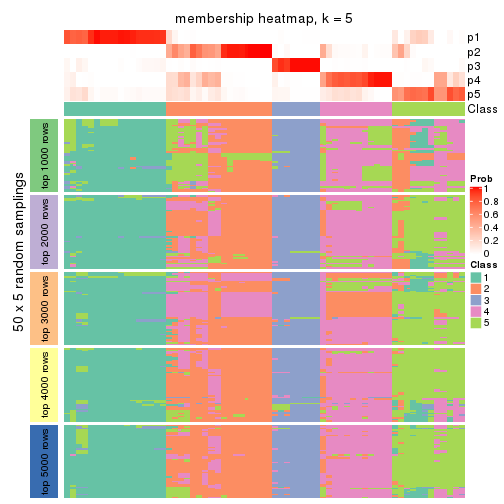 membership heatmap, k = 5
p1
p2
p3
p4
p5
Class
50 x 5 random samplings
top 1000 rows
top 2000 rows
top 3000 rows
top 4000 rows
top 5000 rows
Prob
1
0.8
0.6
0.4
0.2
0
Class
1
2
3
4
5